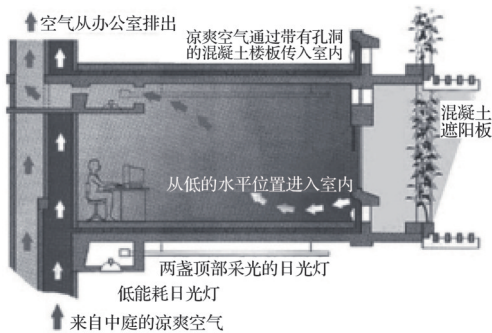 空气从办公室排出
凉爽空气通过带有孔洞
的混凝土楼板传入室内
混凝土
遮阳板
从低的水平位置进入室内
两盏顶部采光的日光灯
低能耗日光灯
来自中庭的凉爽空气